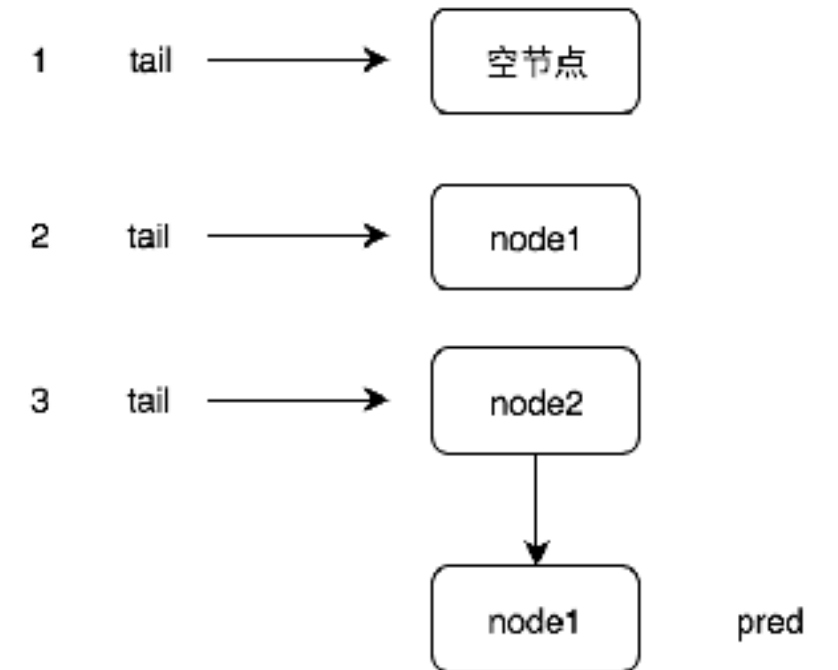 1 tail 空节点
2 tail node1
3 tail node2
node1 pred